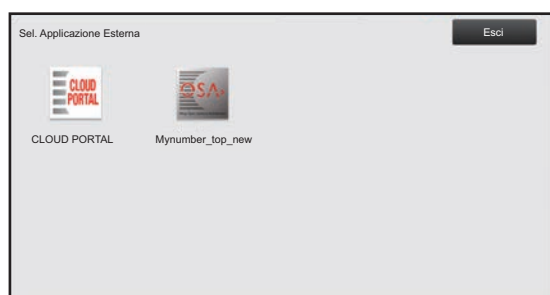 Sel. Applicazione Esterna
Esci
CLOUD
PORTAL
OSA
CLOUD PORTAL
Mynumber_top_new